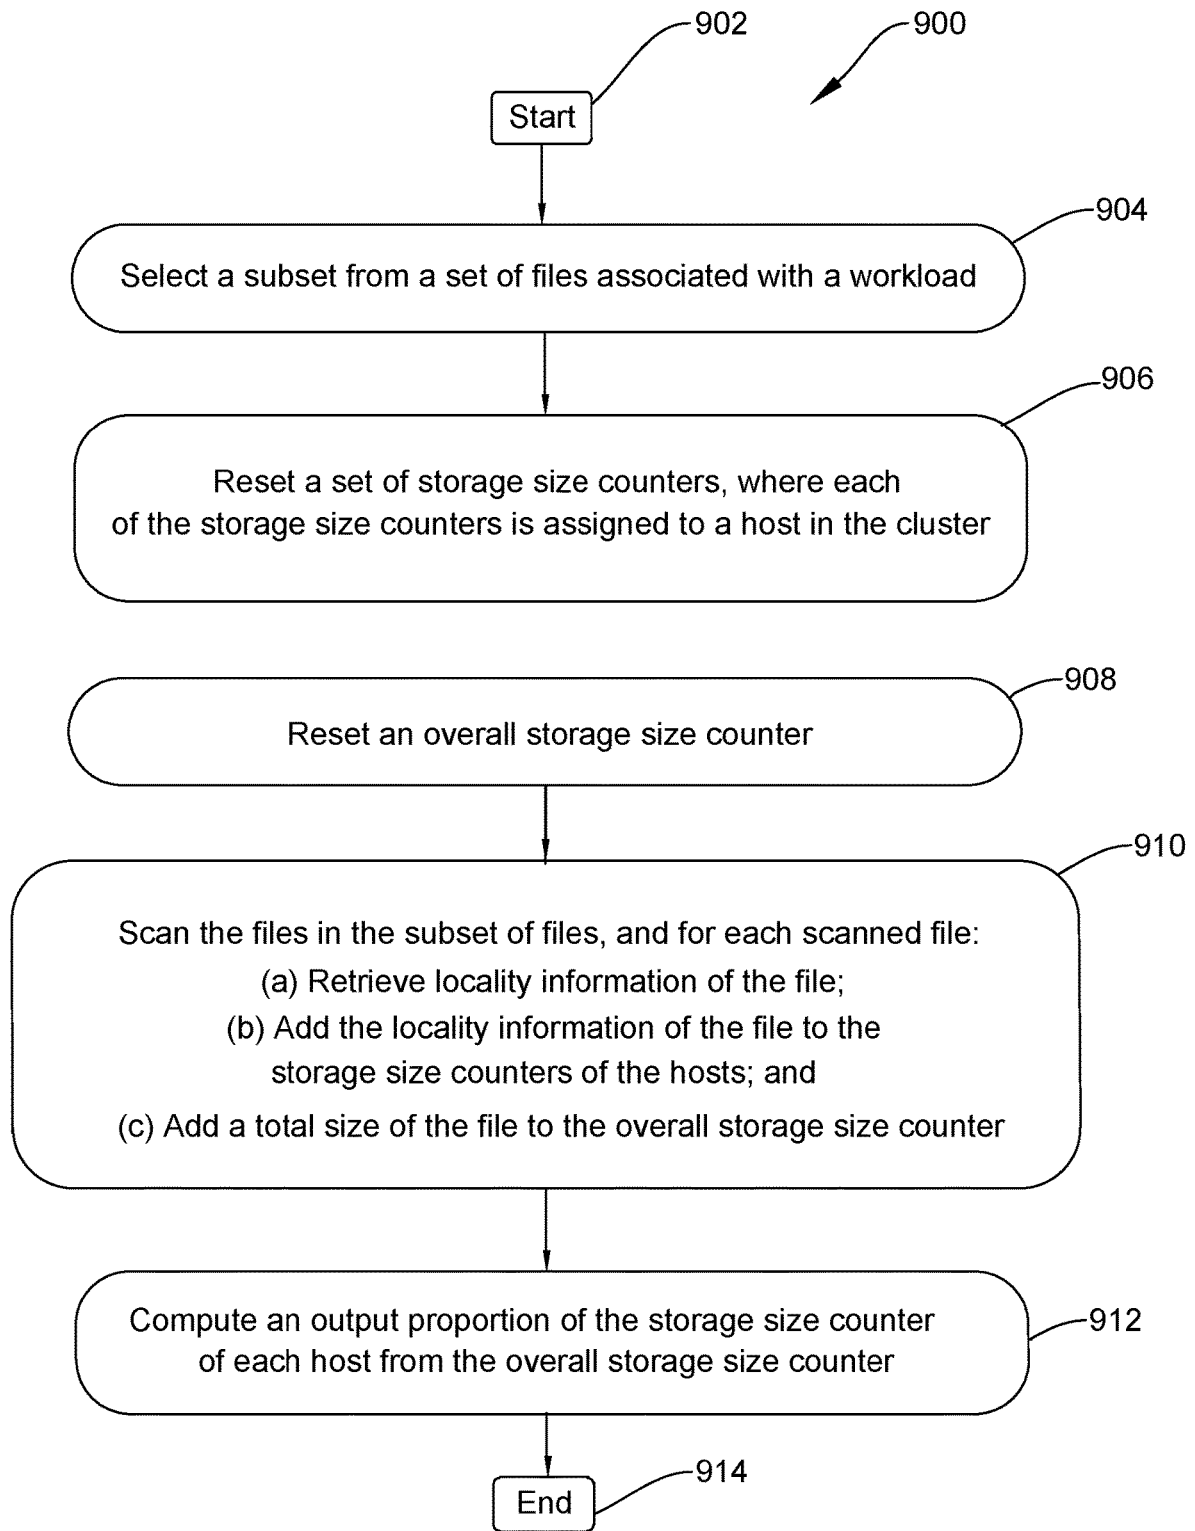 902
900
Start
904
Select a subset from a set of files associated with a workload
906
Reset a set of storage size counters, where each
of the storage size counters is assigned to a host in the cluster
908
Reset an overall storage size counter
910
Scan the files in the subset of files, and for each scanned file:
(a) Retrieve locality information of the file;
(b) Add the locality information of the file to the
storage size counters of the hosts; and
(c) Add a total size of the file to the overall storage size counter
Compute an output proportion of the storage size counter
of each host from the overall storage size counter
912
914
End